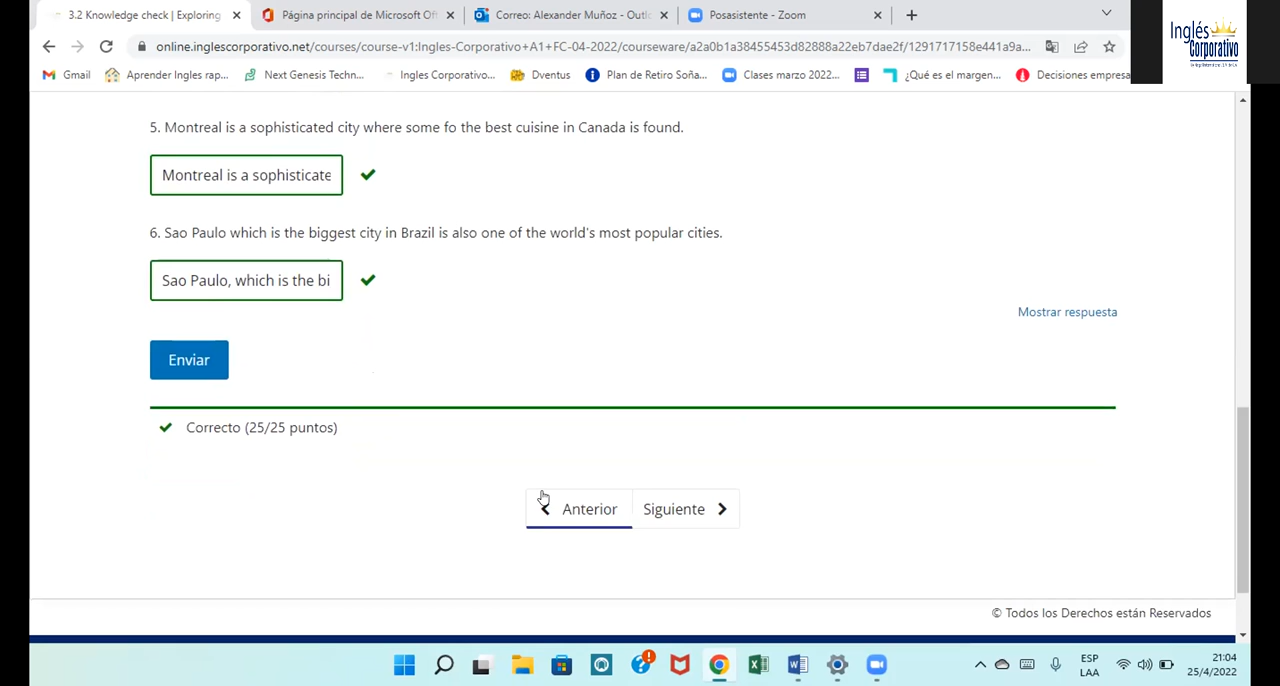 3.2 Knowledge check | Exploring
Página principal de Microsoft Of
Correo: Alexander Muñoz - Outlo
Posasistente - Zoom
online.inglescorporativo.net/courses/course-v1:Ingles-Corporativo+A1+FC-04-2022/courseware/a2a0b1a38455453d82888a22eb7dae2f/1291717158e441a9a...
Inglés
Corporativo
Gmail
Aprender Ingles rap...
Next Genesis Techn...
Ingles Corporativo...
Dventus
Plan de Retiro Soña...
Clases marzo 2022...
¿Qué es el margen...
Decisiones empresa
5. Montreal is a sophisticated city where some fo the best cuisine in Canada is found.
Montreal is a sophisticate
6. Sao Paulo which is the biggest city in Brazil is also one of the world's most popular cities.
Sao Paulo, which is the bi
Mostrar respuesta
Enviar
Correcto (25/25 puntos)
Anterior
Siguiente
© Todos los Derechos están Reservados
ESP
LAA
21:04
25/4/2022